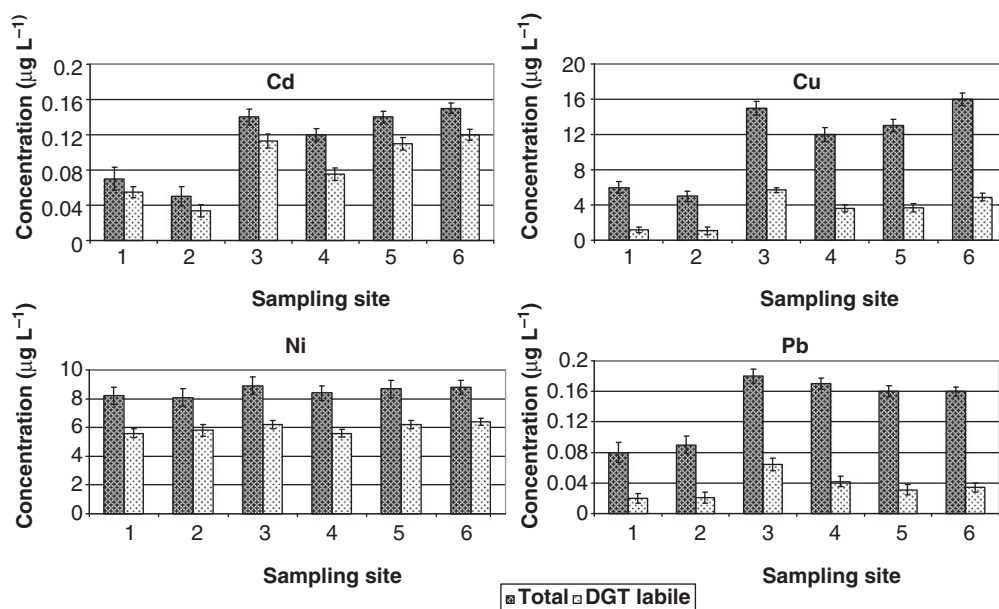 Cd
Concentration (µg L⁻¹)
0.2
0.16
0.12
0.08
0.04
0
1 2 3 4 5 6
Sampling site
Cu
Concentration (µg L⁻¹)
20
16
12
8
4
0
1 2 3 4 5 6
Sampling site
Ni
Concentration (µg L⁻¹)
10
8
6
4
2
0
1 2 3 4 5 6
Sampling site
Pb
Concentration (µg L⁻¹)
0.2
0.16
0.12
0.08
0.04
0
1 2 3 4 5 6
Sampling site
Total DGT labile